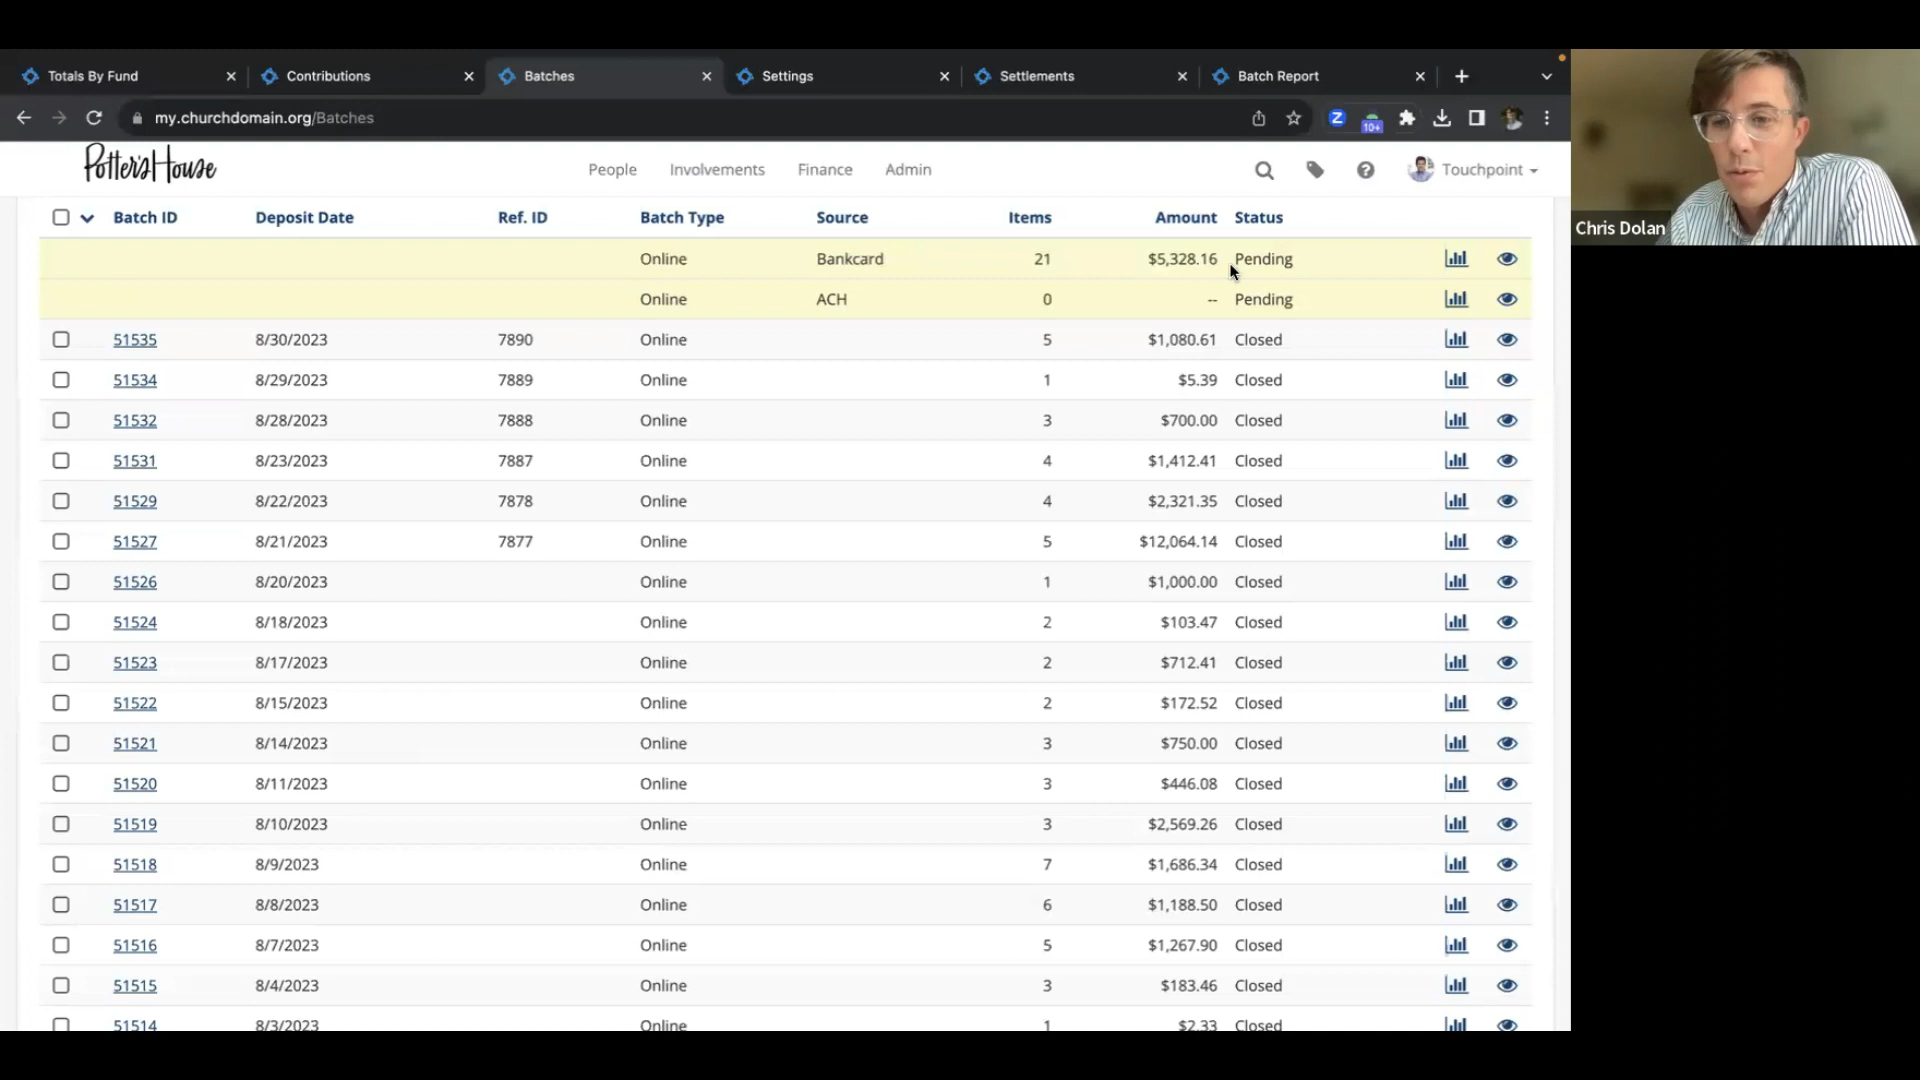 Totals By Fund Contributions Batches Settings Settlements Batch Report
my.churchdomain.org/Batches
10+
Potter's House People Involvements Finance Admin Touchpoint
Batch ID Deposit Date Ref. ID Batch Type Source Items Amount Status
Online Bankcard 21 $5,328.16 Pending
Online ACH 0 -- Pending
51535 8/30/2023 7890 Online 5 $1,080.61 Closed
51534 8/29/2023 7889 Online 1 $5.39 Closed
51532 8/28/2023 7888 Online 3 $700.00 Closed
51531 8/23/2023 7887 Online 4 $1,412.41 Closed
51529 8/22/2023 7878 Online 4 $2,321.35 Closed
51527 8/21/2023 7877 Online 5 $12,064.14 Closed
51526 8/20/2023 Online 1 $1,000.00 Closed
51524 8/18/2023 Online 2 $103.47 Closed
51523 8/17/2023 Online 2 $712.41 Closed
51522 8/15/2023 Online 2 $172.52 Closed
51521 8/14/2023 Online 3 $750.00 Closed
51520 8/11/2023 Online 3 $446.08 Closed
51519 8/10/2023 Online 3 $2,569.26 Closed
51518 8/9/2023 Online 7 $1,686.34 Closed
51517 8/8/2023 Online 6 $1,188.50 Closed
51516 8/7/2023 Online 5 $1,267.90 Closed
51515 8/4/2023 Online 3 $183.46 Closed
51514 8/3/2023 Online 1 $2.33 Closed
Chris Dolan